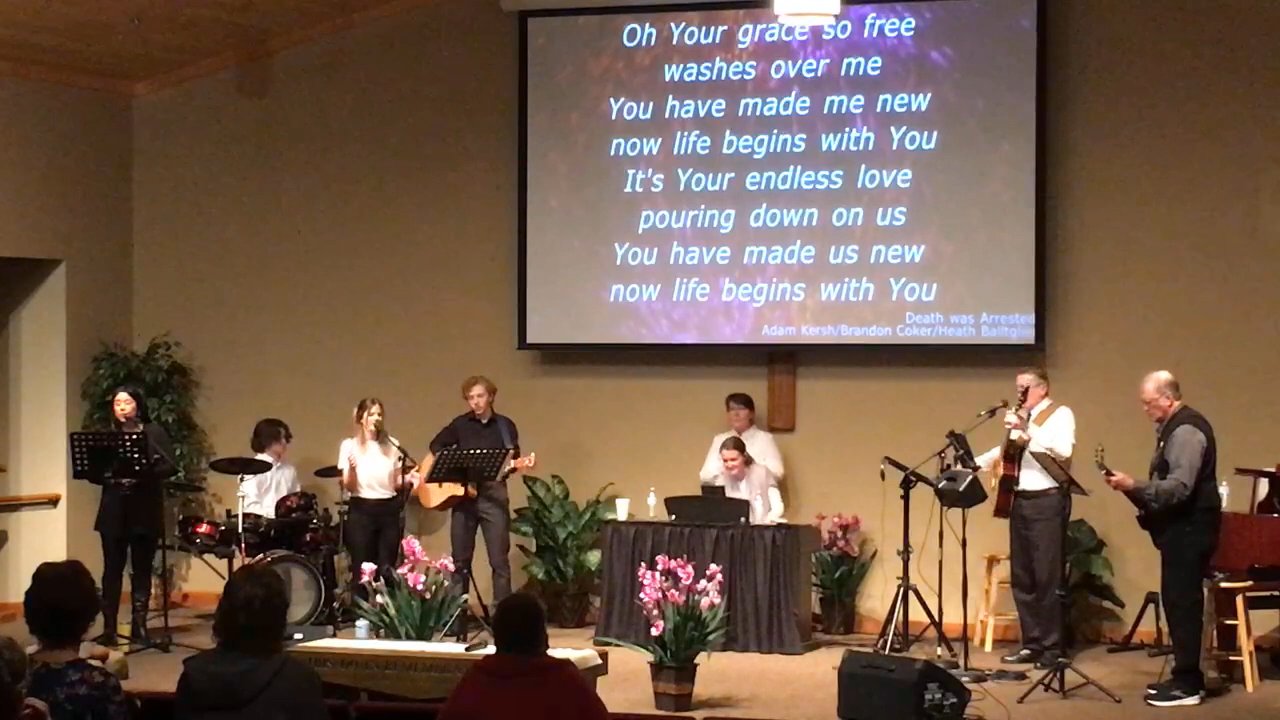 Oh Your grace so free
washes over me
You have made me new
now life begins with You
It's Your endless love
pouring down on us
You have made us new
now life begins with You
Death was Arrested
Adam Kersh/Brandon Coker/Heath